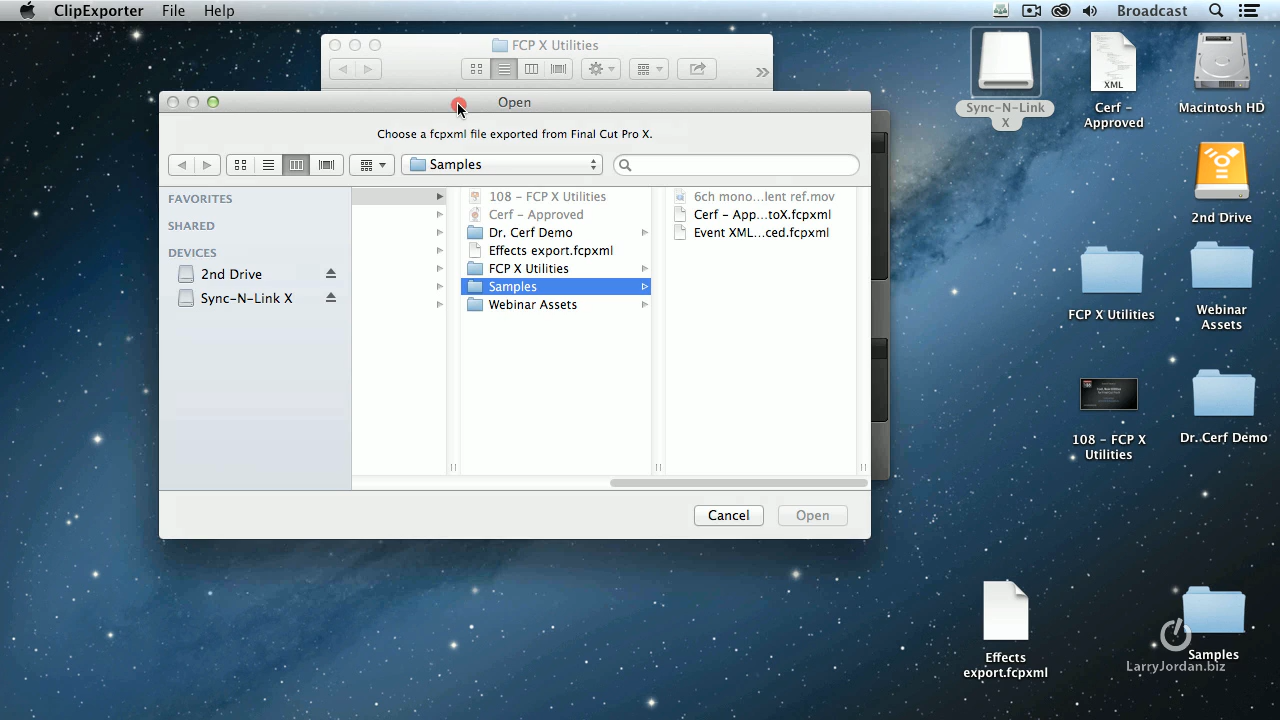 ClipExporter File Help
Broadcast
FCP X Utilities
Open
Choose a fcpxml file exported from Final Cut Pro X.
Samples
FAVORITES
SHARED
DEVICES
2nd Drive
Sync-N-Link X
108 – FCP X Utilities
Cerf – Approved
Dr. Cerf Demo
Effects export.fcpxml
FCP X Utilities
Samples
Webinar Assets
6ch mono...lent ref.mov
Cerf – App...toX.fcpxml
Event XML...ced.fcpxml
Cancel
Open
Sync-N-Link
X
XML
Cerf –
Approved
Macintosh HD
2nd Drive
FCP X Utilities
Webinar
Assets
108 – FCP X
Utilities
Dr. Cerf Demo
Effects
export.fcpxml
Samples
LarryJordan.biz